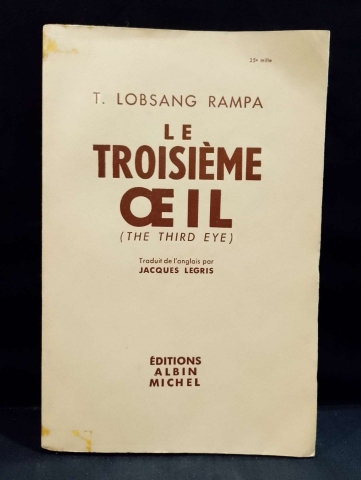 25e mille
T. LOBSANG RAMPA
LE
TROISIÈME
ŒIL
(THE THIRD EYE)
Traduit de l'anglais par
JACQUES LEGRIS
ÉDITIONS
ALBIN
MICHEL